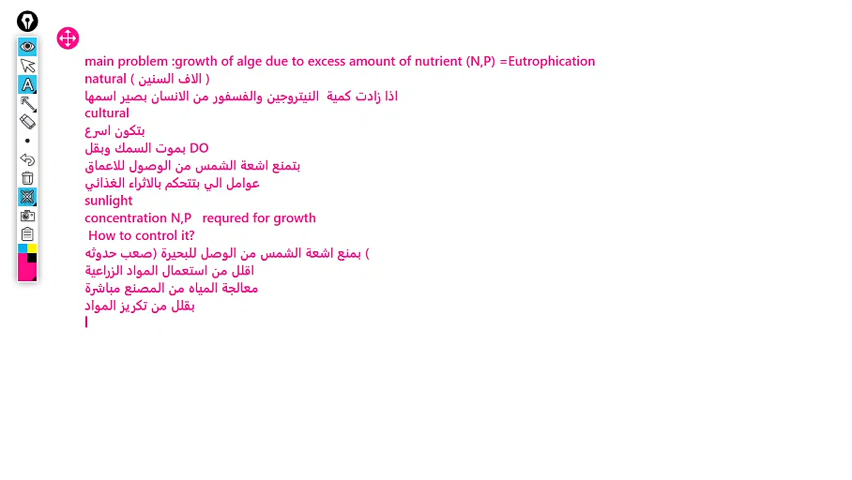 main problem :growth of alge due to excess amount of nutrient (N,P) =Eutrophication
natural ( الاف السنين )
اذا زادت كمية النيتروجين والفسفور من الانسان بصير اسمها
cultural
بتكون اسرع
بموت السمك وبقل DO
بتمنع اشعة الشمس من الوصول للاعماق
عوامل الي بتتحكم بالاثراء الغذائي
sunlight
concentration N,P requred for growth
How to control it?
بمنع اشعة الشمس من الوصل للبحيرة (صعب حدوثه )
اقلل من استعمال المواد الزراعية
معالجة المياه من المصنع مباشرة
بقلل من تكريز المواد